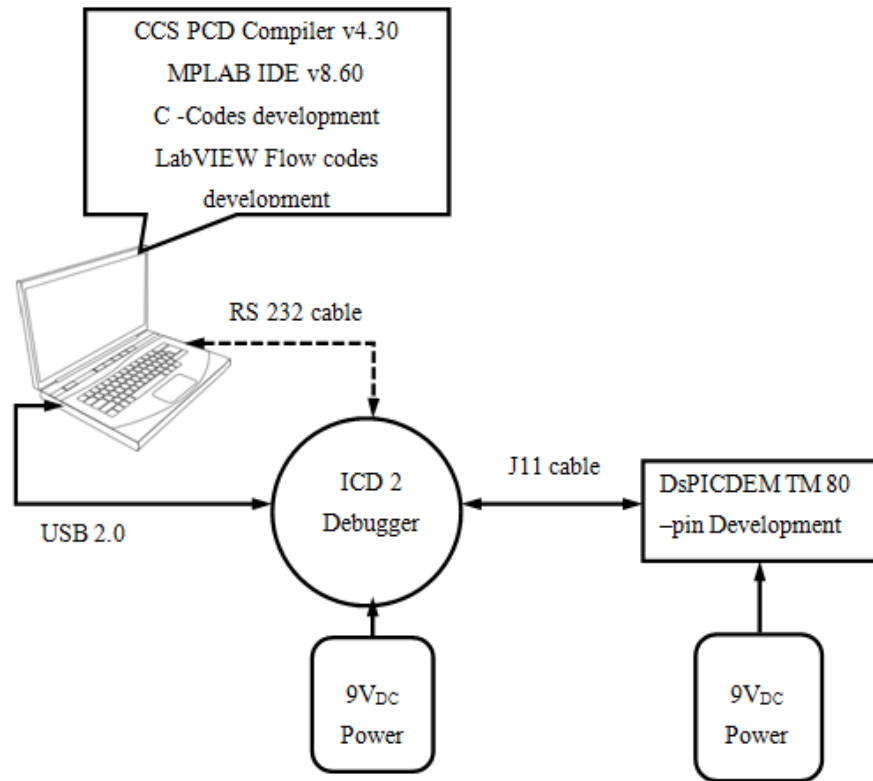 CCS PCD Compiler v4.30
MPLAB IDE v8.60
C -Codes development
LabVIEW Flow codes
development
RS 232 cable
ICD 2
Debugger
J11 cable
DsPICDEM TM 80
–pin Development
USB 2.0
9VDC
Power
9VDC
Power